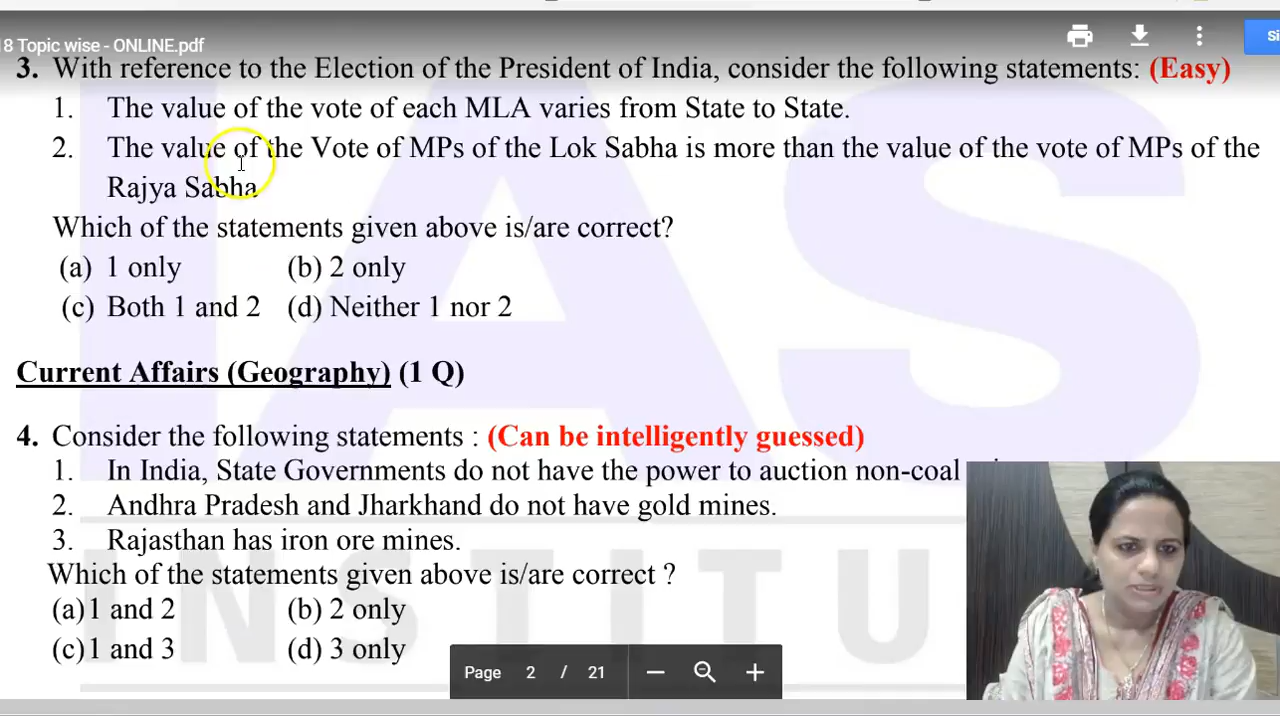 18 Topic wise - ONLINE.pdf
3. With reference to the Election of the President of India, consider the following statements: (Easy)
1. The value of the vote of each MLA varies from State to State.
2. The value of the Vote of MPs of the Lok Sabha is more than the value of the vote of MPs of the
Rajya Sabha
Which of the statements given above is/are correct?
(a) 1 only (b) 2 only
(c) Both 1 and 2 (d) Neither 1 nor 2
Current Affairs (Geography) (1 Q)
4. Consider the following statements : (Can be intelligently guessed)
1. In India, State Governments do not have the power to auction non-coal
2. Andhra Pradesh and Jharkhand do not have gold mines.
3. Rajasthan has iron ore mines.
Which of the statements given above is/are correct ?
(a)1 and 2 (b) 2 only
(c)1 and 3 (d) 3 only
Page 2 / 21
IAS
INSTITU